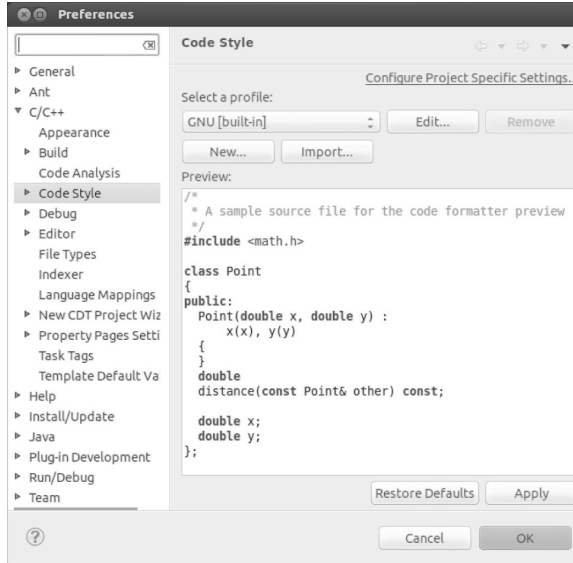 Preferences
General
Ant
C/C++
Appearance
Build
Code Analysis
Code Style
Debug
Editor
File Types
Indexer
Language Mappings
New CDT Project Wiz
Property Pages Setti
Task Tags
Template Default Va
Help
Install/Update
Java
Plug-in Development
Run/Debug
Team
Code Style
Configure Project Specific Settings..
Select a profile:
GNU [built-in]
Edit...
Remove
New...
Import...
Preview:
/*
 * A sample source file for the code formatter preview
 */
#include <math.h>
class Point
{
public:
  Point(double x, double y) :
      x(x), y(y)
  {
  }
  double
  distance(const Point& other) const;
  double x;
  double y;
};
Restore Defaults
Apply
?
Cancel
OK